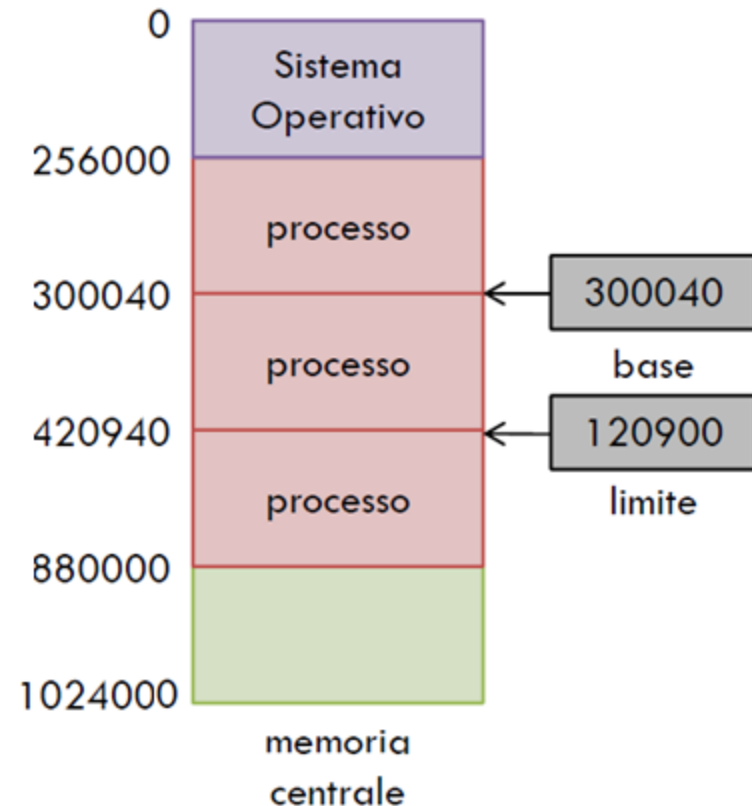 0
Sistema
Operativo
256000
processo
300040
300040
base
processo
420940
120900
limite
processo
880000
1024000
memoria
centrale